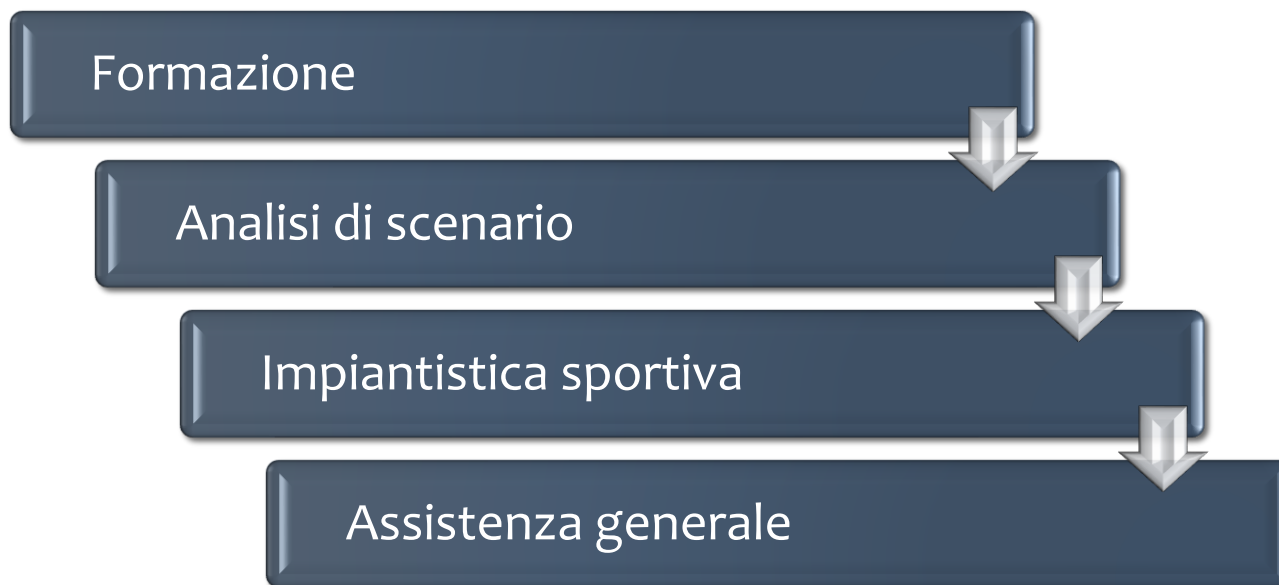 Formazione
Analisi di scenario
Impiantistica sportiva
Assistenza generale